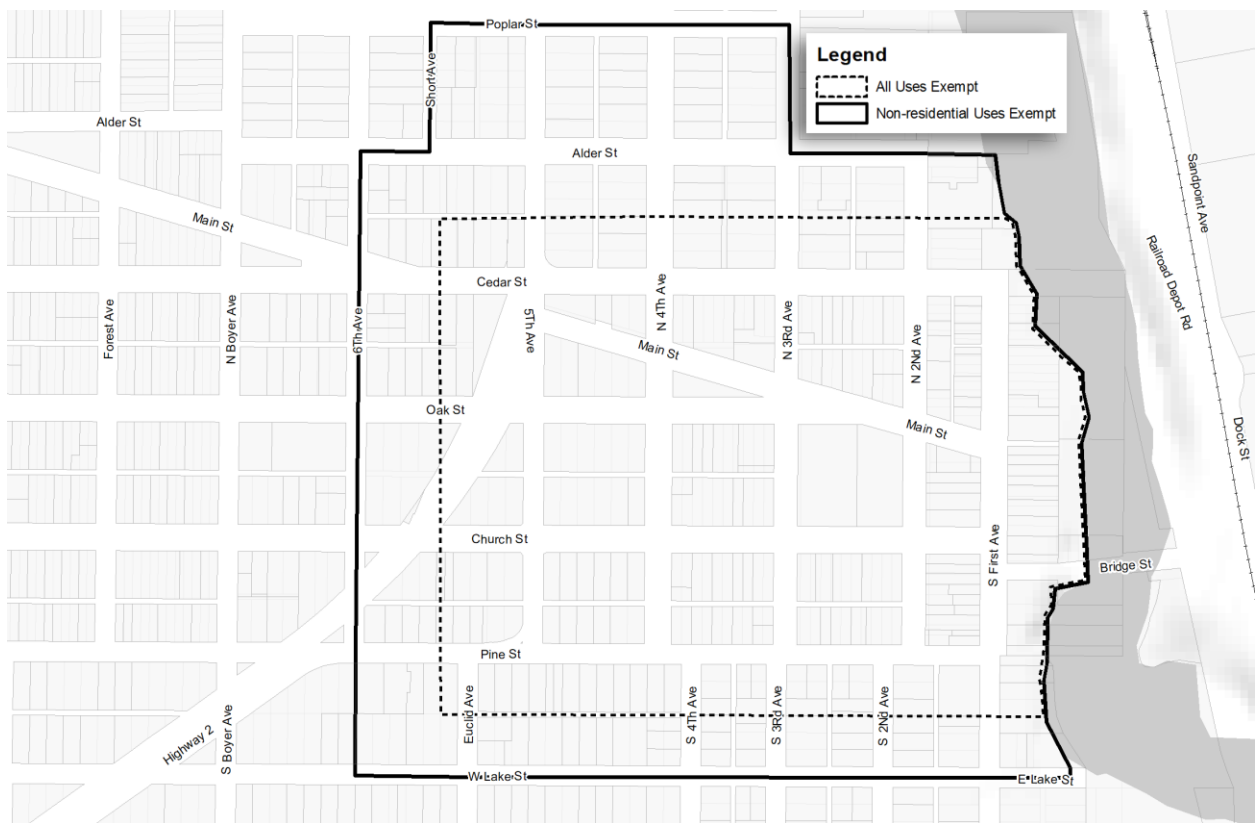 Poplar St
Legend
All Uses Exempt
Non-residential Uses Exempt
Short Ave
Alder St
Alder St
Sandpoint Ave
Main St
Railroad Depot Rd
Cedar St
Forest Ave
N Boyer Ave
6Th Ave
5Th Ave
N 4Th Ave
N 3Rd Ave
N 2Nd Ave
Main St
Oak St
Main St
Dock St
Church St
S First Ave
Bridge St
Pine St
Highway 2
S Boyer Ave
Euclid Ave
S 4Th Ave
S 3Rd Ave
S 2Nd Ave
W Lake St
E Lake St